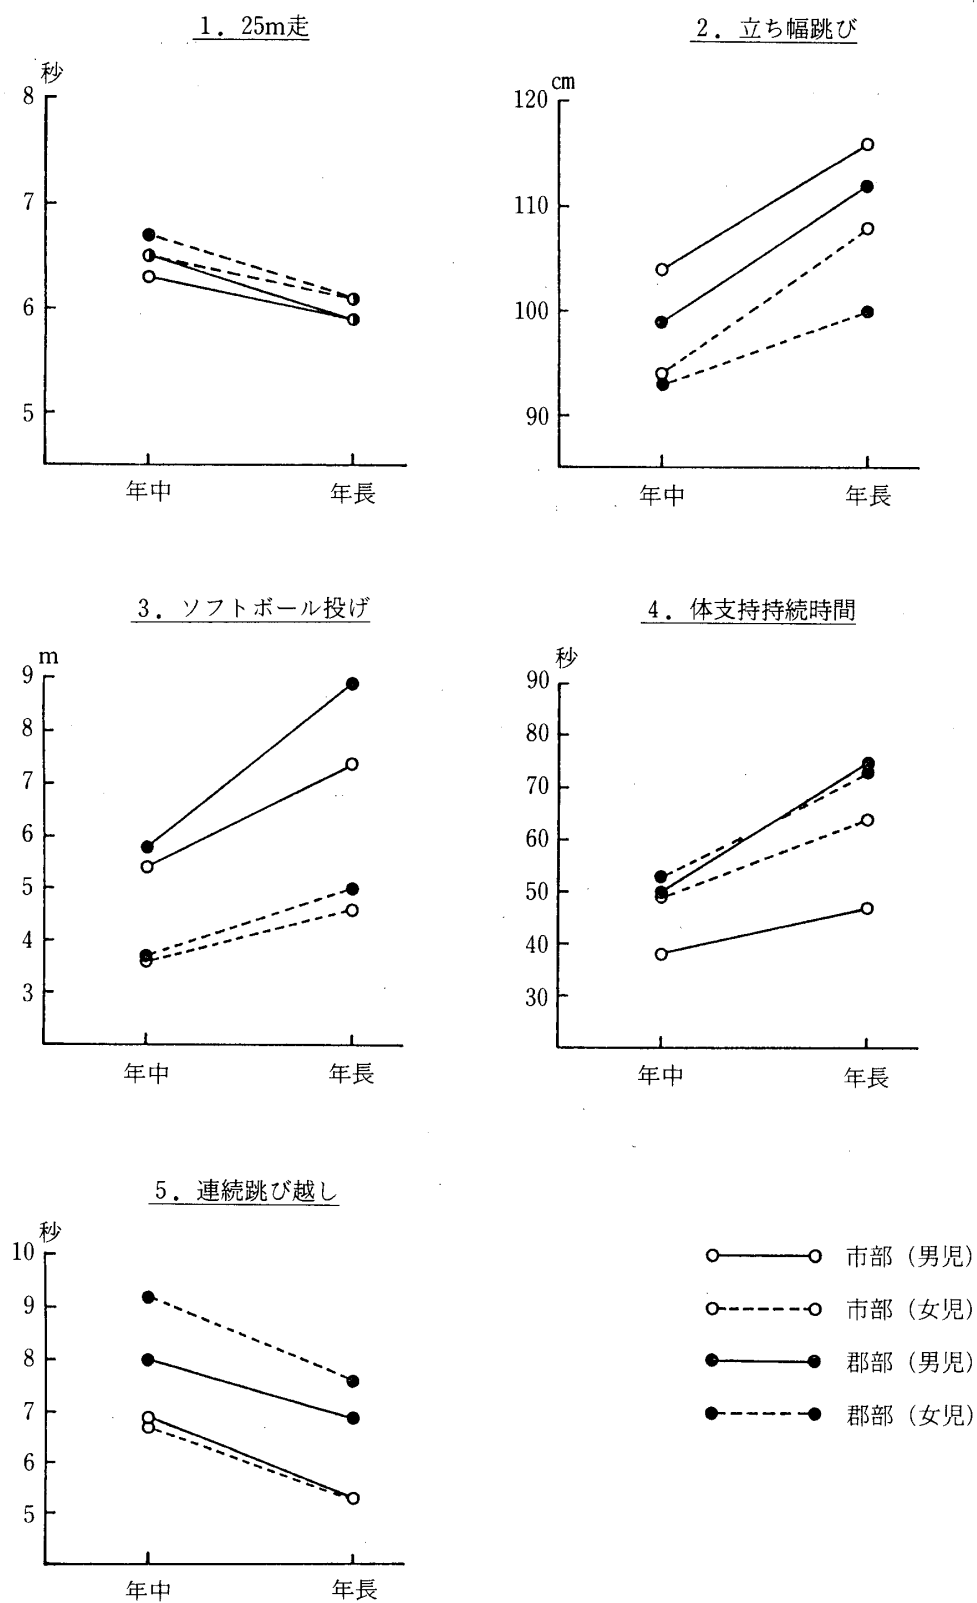 1．25m走
秒
8
7
6
5
年中 年長
2．立ち幅跳び
cm
120
110
100
90
年中 年長
3．ソフトボール投げ
m
9
8
7
6
5
4
3
年中 年長
4．体支持持続時間
秒
90
80
70
60
50
40
30
年中 年長
5．連続跳び越し
秒
10
9
8
7
6
5
年中 年長
市部（男児）
市部（女児）
郡部（男児）
郡部（女児）